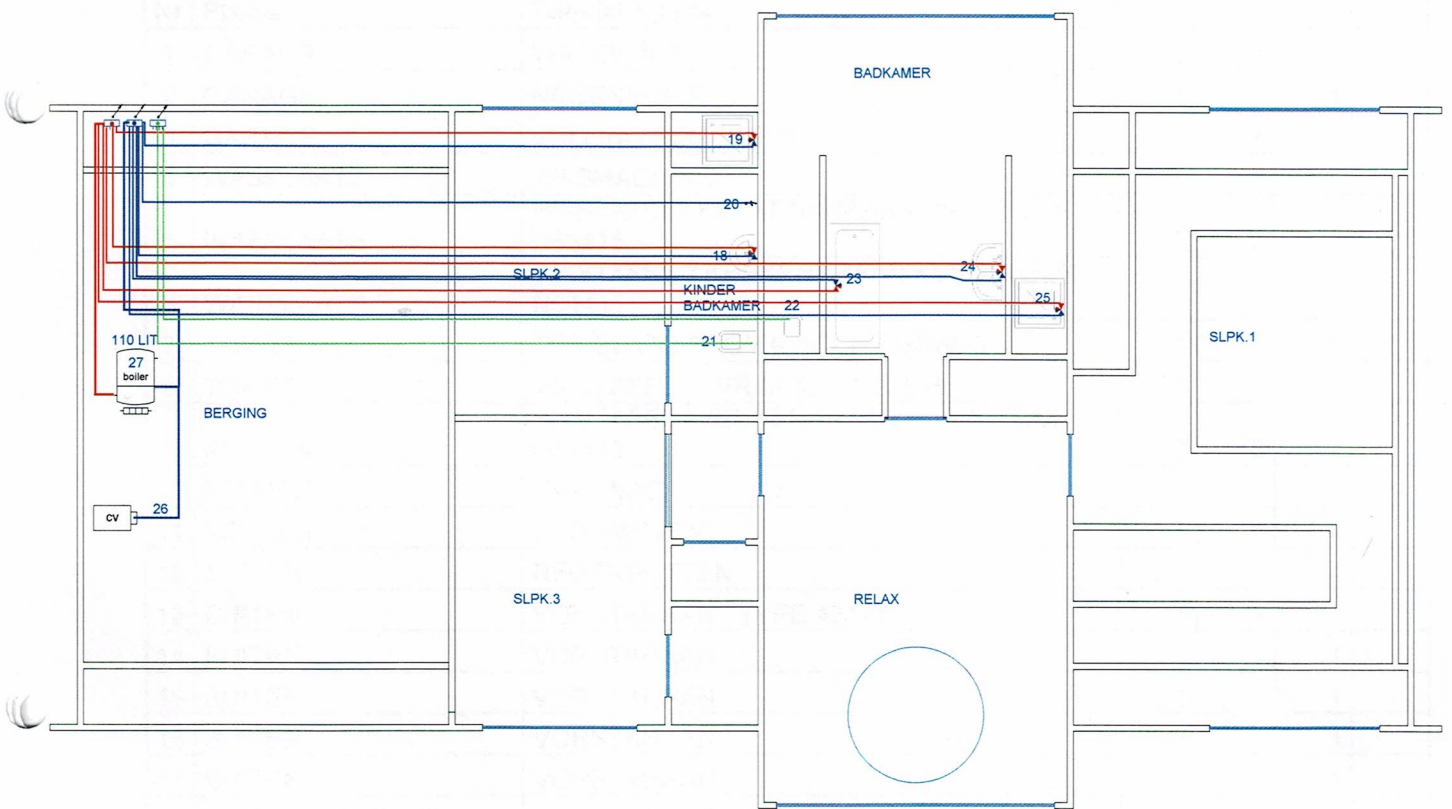 BADKAMER
19
20
18
24
SLPK.2
23
KINDER
BADKAMER
22
25
21
SLPK.1
110 LIT
27
boiler
BERGING
CV
26
SLPK.3
RELAX